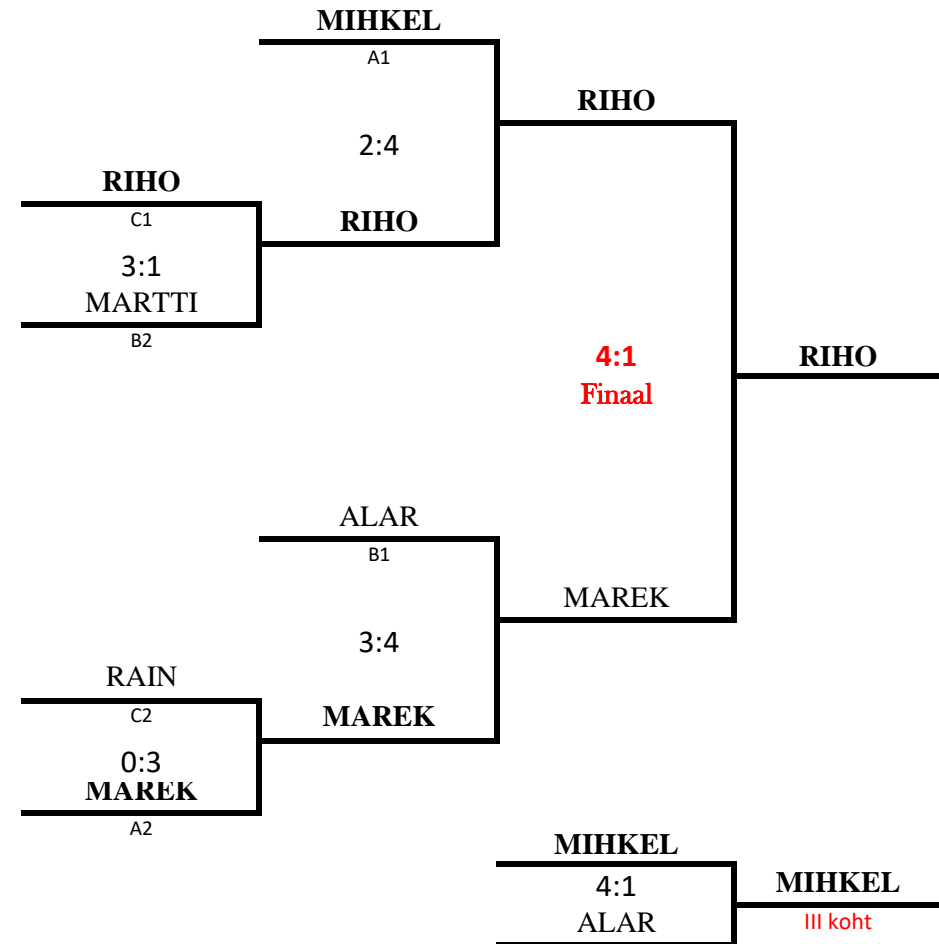 MIHKEL
A1
RIHO
2:4
RIHO
C1
RIHO
3:1
MARTTI
B2
4:1
Finaal
RIHO
ALAR
B1
MAREK
3:4
RAIN
C2
MAREK
0:3
MAREK
A2
MIHKEL
4:1
MIHKEL
ALAR
III koht